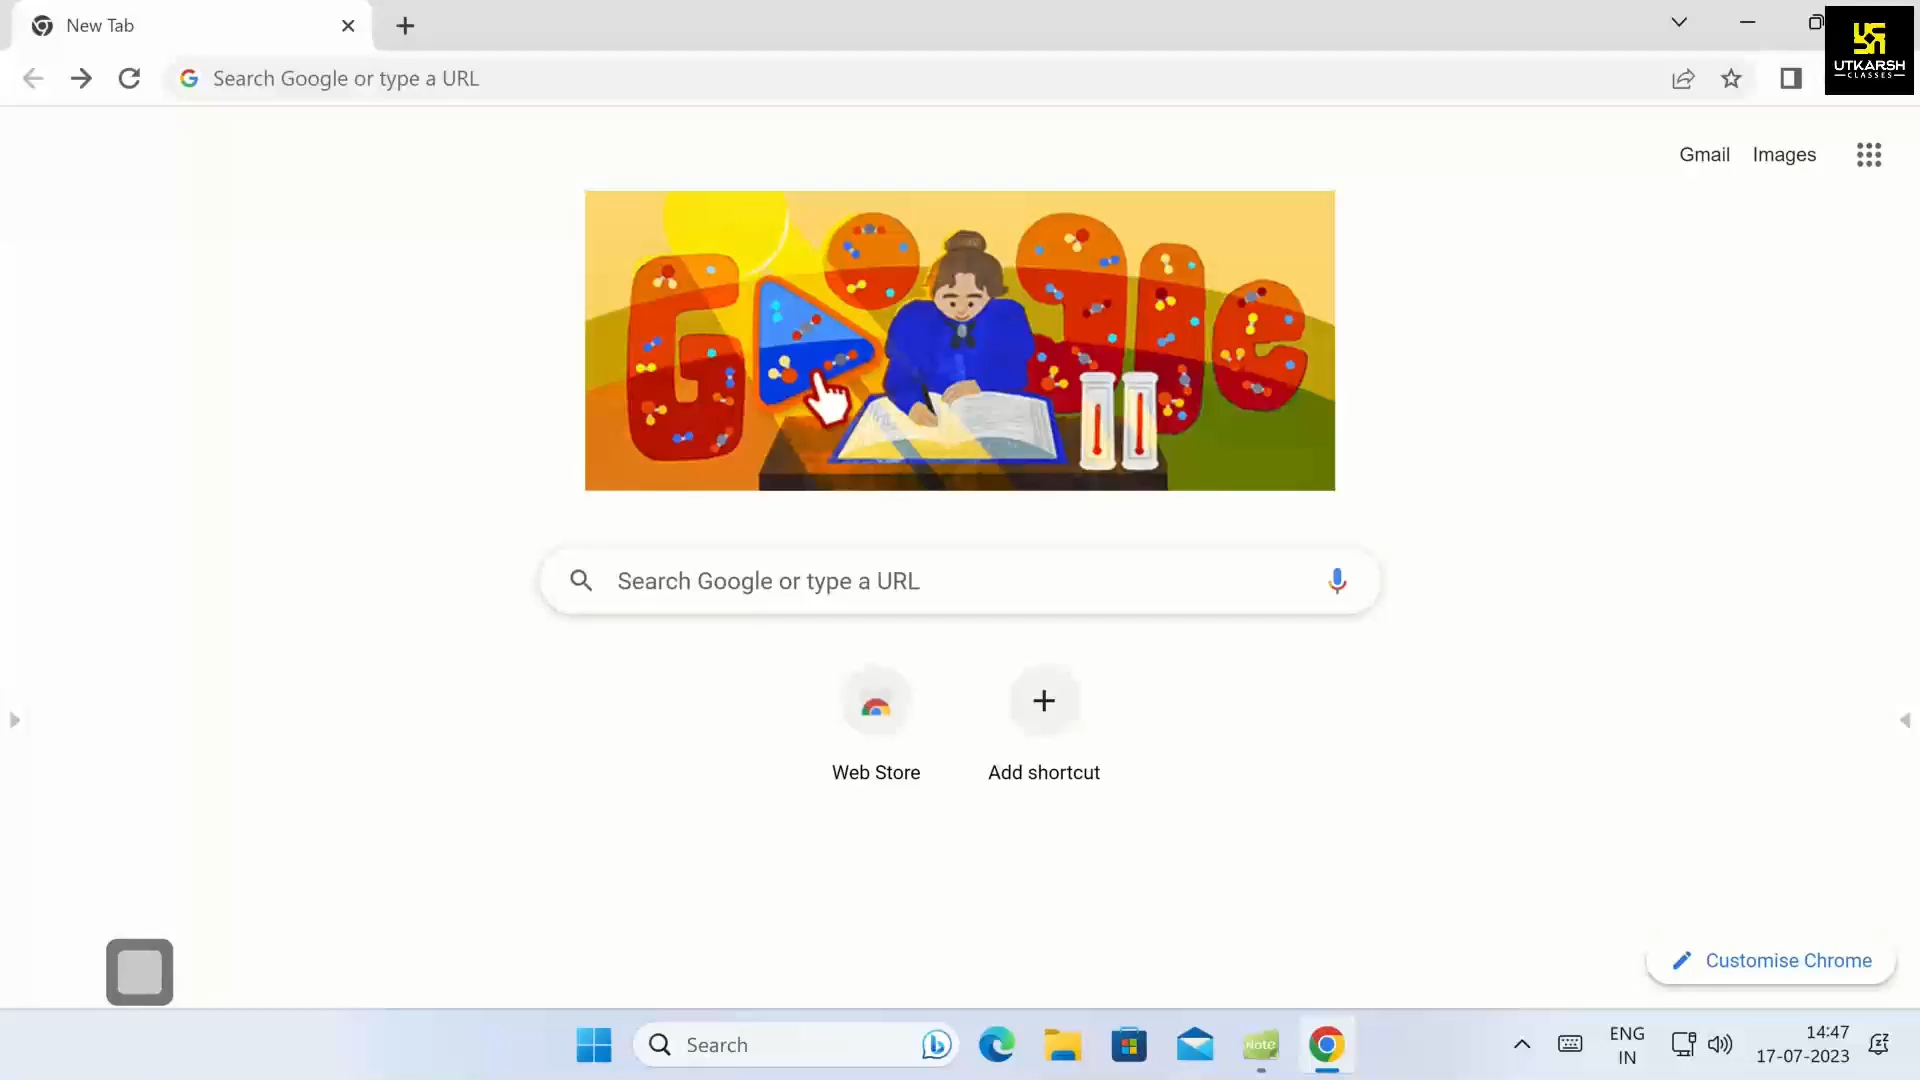 New Tab
UTKARSH
CLASSES
Search Google or type a URL
Gmail
Images
Search Google or type a URL
Web Store
Add shortcut
Customise Chrome
Search
Note
ENG
IN
14:47
17-07-2023